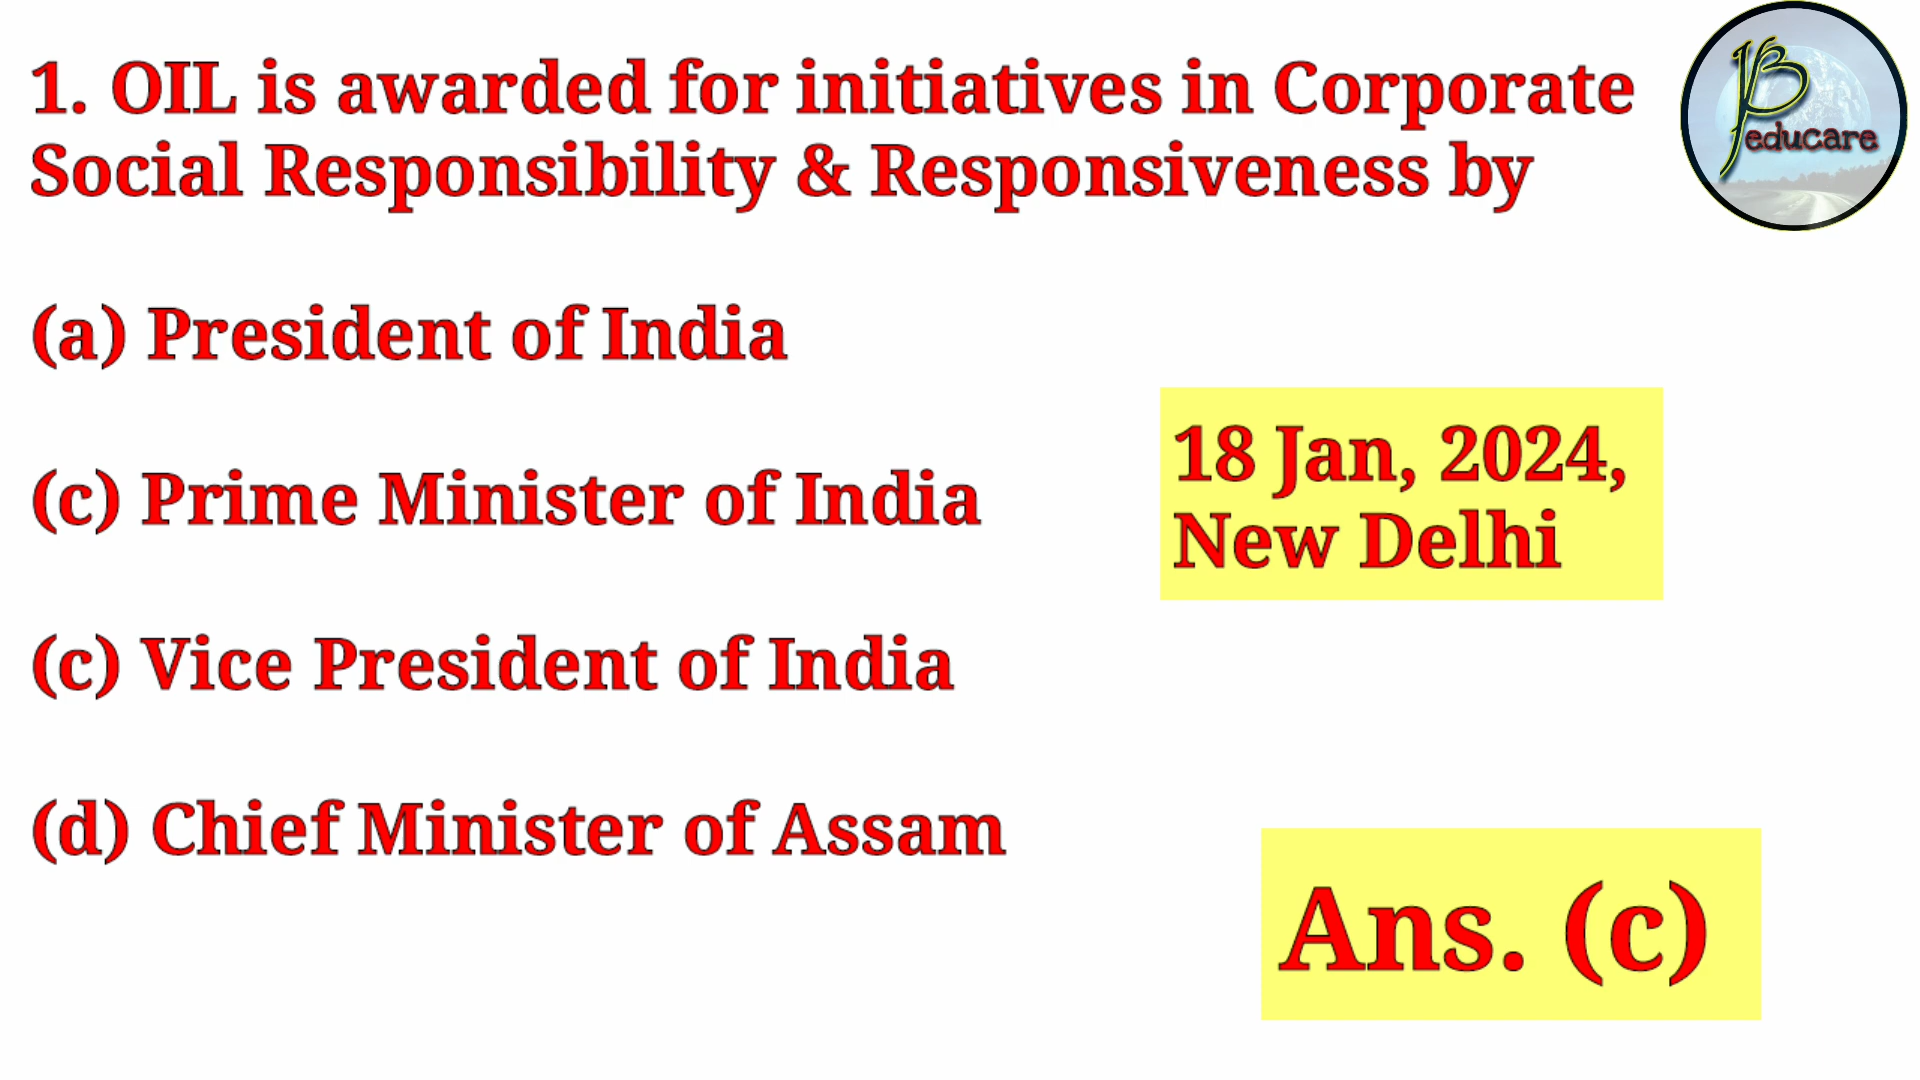 1. OIL is awarded for initiatives in Corporate
Social Responsibility & Responsiveness by
(a) President of India
(c) Prime Minister of India
(c) Vice President of India
(d) Chief Minister of Assam
18 Jan, 2024,
New Delhi
Ans. (c)
educare